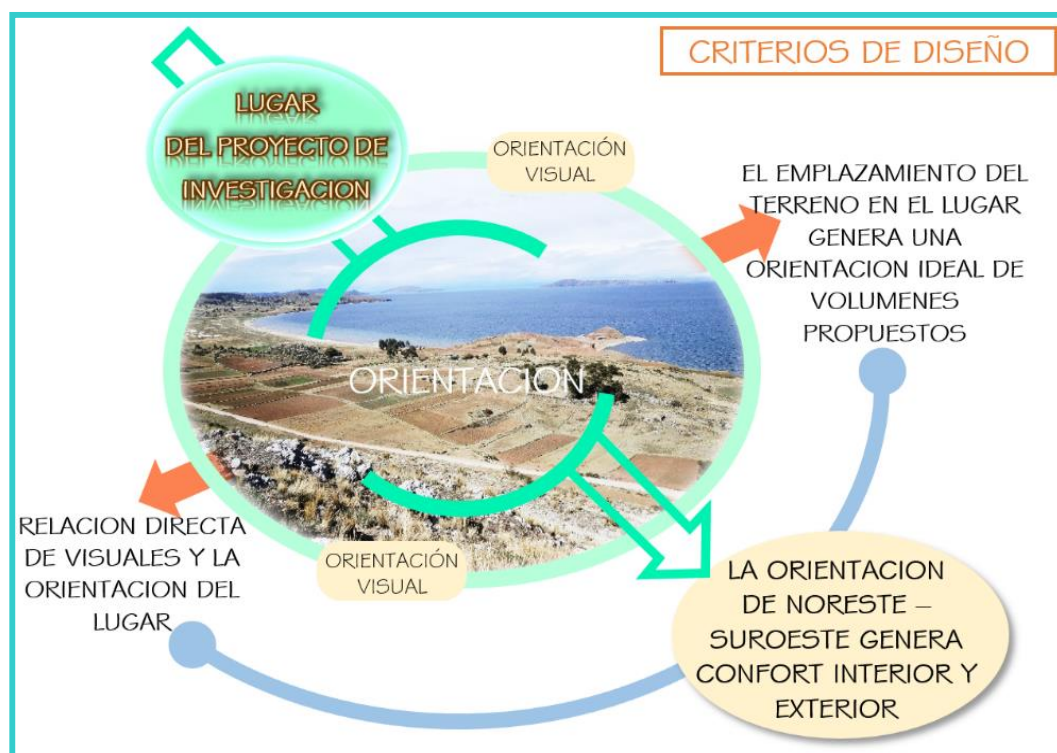 CRITERIOS DE DISEÑO
LUGAR
DEL PROYECTO DE
INVESTIGACION
ORIENTACIÓN
VISUAL
EL EMPLAZAMIENTO DEL
TERRENO EN EL LUGAR
GENERA UNA
ORIENTACION IDEAL DE
VOLUMENES
PROPUESTOS
ORIENTACION
RELACION DIRECTA
DE VISUALES Y LA
ORIENTACION DEL
LUGAR
ORIENTACIÓN
VISUAL
LA ORIENTACION
DE NORESTE –
SUROESTE GENERA
CONFORT INTERIOR Y
EXTERIOR